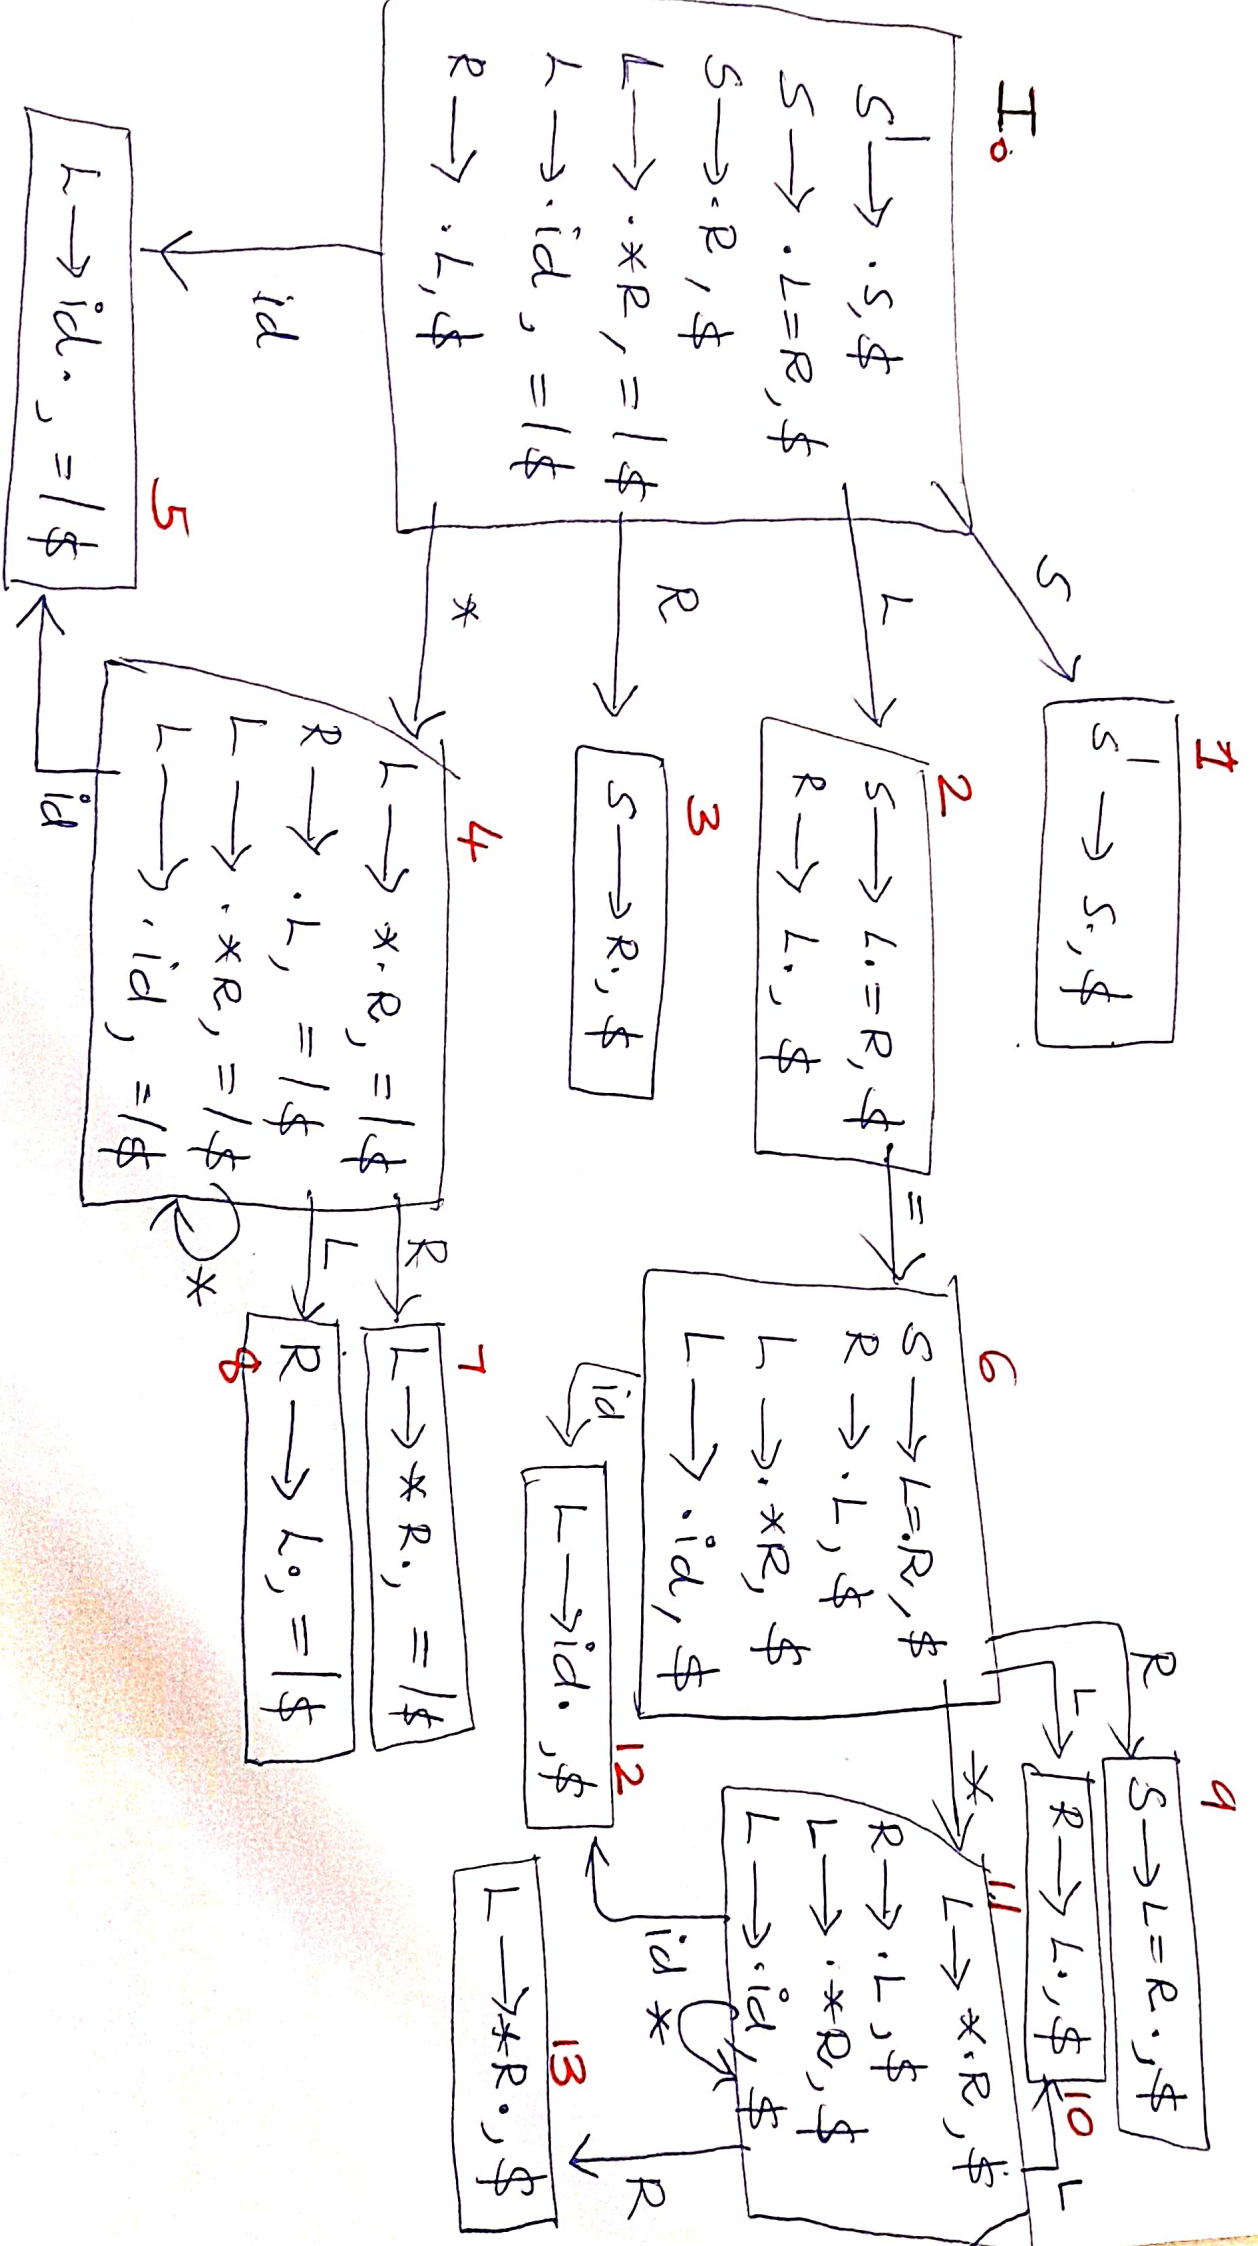 I0
S' → .S, $
S → .L=R, $
S → .R, $
L → .*R, =|$
L → .id, =|$
R → .L, $
S
L
R
*
id
1
S' → S., $
2
S → L.=R, $
R → L., $
3
S → R., $
4
L → *.R, =|$
R → .L, =|$
L → .*R, =|$
L → .id, =|$
id
5
L → id., =|$
=
R
L
*
6
S → L=.R, $
R → .L, $
L → .*R, $
L → .id, $
id
7
L → *R., =|$
8
R → L., =|$
R
L
*
9
S → L=R., $
10
R → L., $
L
11
L → *.R, $
R → .L, $
L → .*R, $
L → .id, $
id
*
R
12
L → id., $
13
L → *R., $